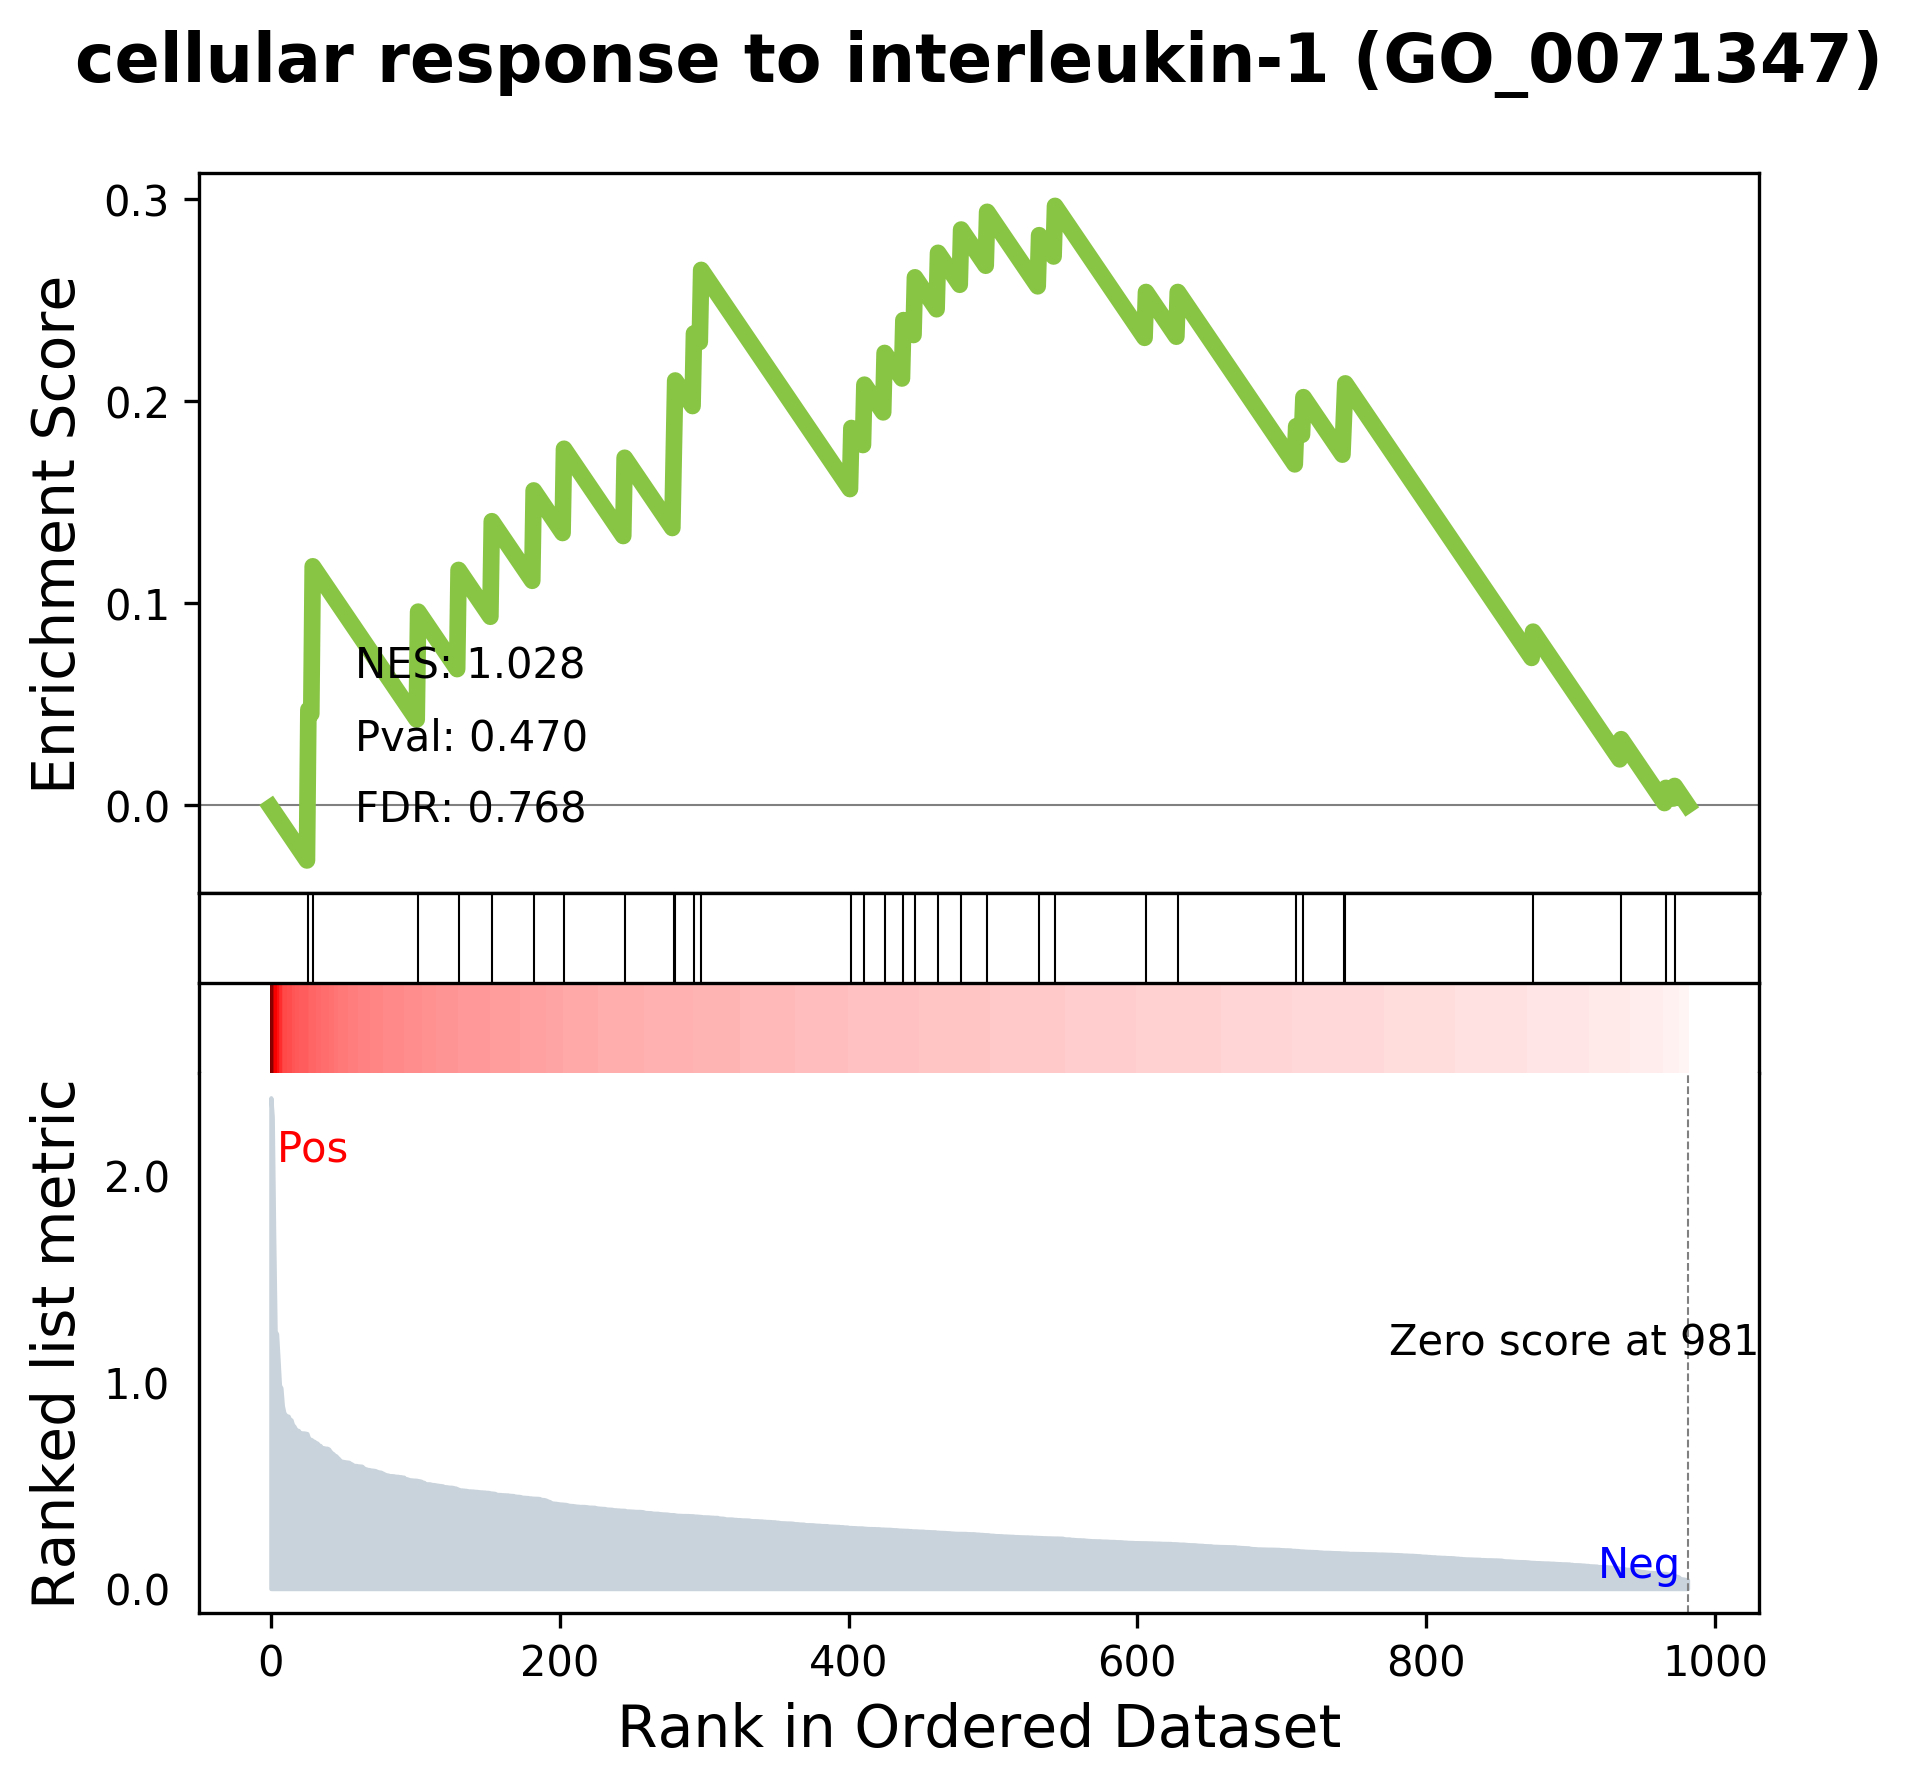 cellular response to interleukin-1 (GO_0071347)
Enrichment Score
0.3
0.2
0.1
0.0
NES: 1.028
Pval: 0.470
FDR: 0.768
Ranked list metric
2.0
1.0
0.0
Pos
Zero score at 981
Neg
0 200 400 600 800 1000
Rank in Ordered Dataset